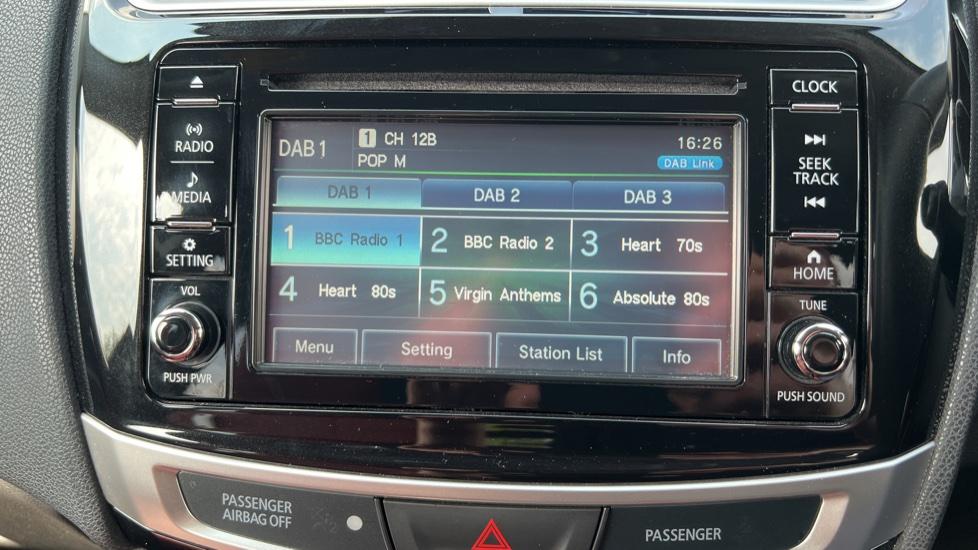 DAB1
1 CH 12B
16:26
POP M
DAB Link
DAB 1 DAB 2 DAB 3
1 BBC Radio 1 2 BBC Radio 2 3 Heart 70s
4 Heart 80s 5 Virgin Anthems 6 Absolute 80s
Menu Setting Station List Info
RADIO
MEDIA
SETTING
VOL
PUSH PWR
CLOCK
SEEK
TRACK
HOME
TUNE
PUSH SOUND
PASSENGER
AIRBAG OFF
PASSENGER